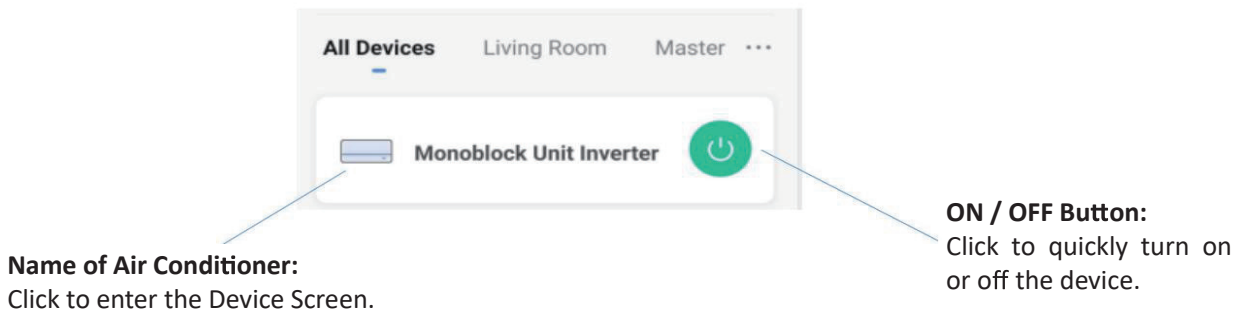 All Devices Living Room Master ...
Monoblock Unit Inverter
ON / OFF Button:
Click to quickly turn on
or off the device.
Name of Air Conditioner:
Click to enter the Device Screen.